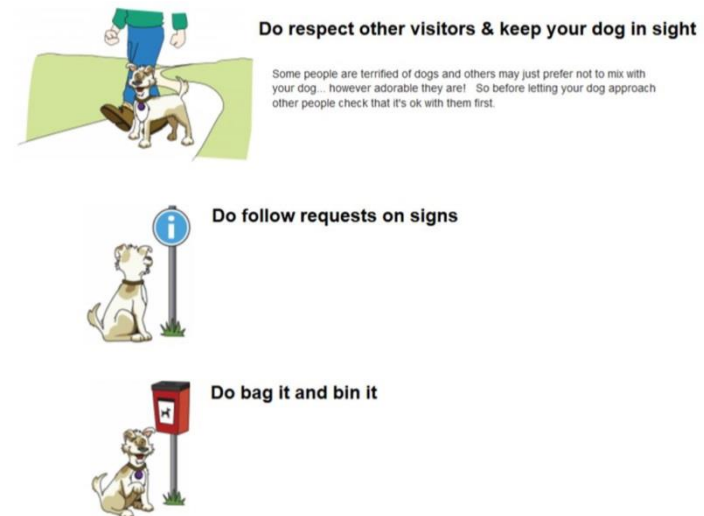 Do respect other visitors & keep your dog in sight
Some people are terrified of dogs and others may just prefer not to mix with
your dog... however adorable they are! So before letting your dog approach
other people check that it's ok with them first.
i
Do follow requests on signs
Do bag it and bin it